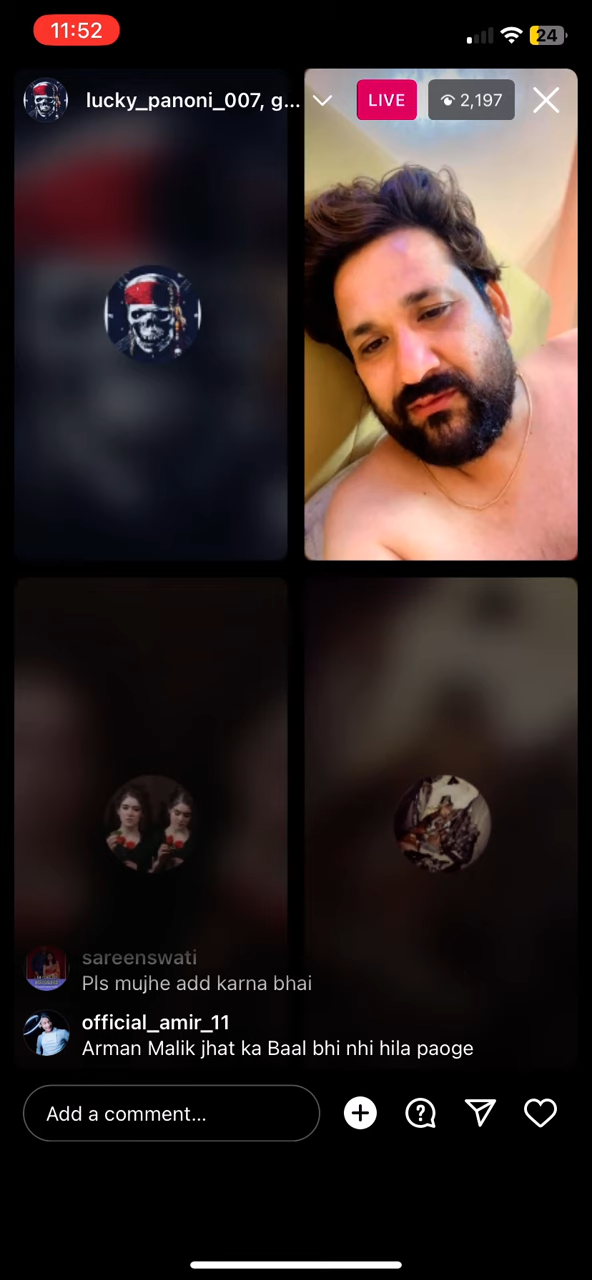 11:52
24
lucky_panoni_007, g...
LIVE
2,197
sareenswati
Pls mujhe add karna bhai
official_amir_11
Arman Malik jhat ka Baal bhi nhi hila paoge
Add a comment...